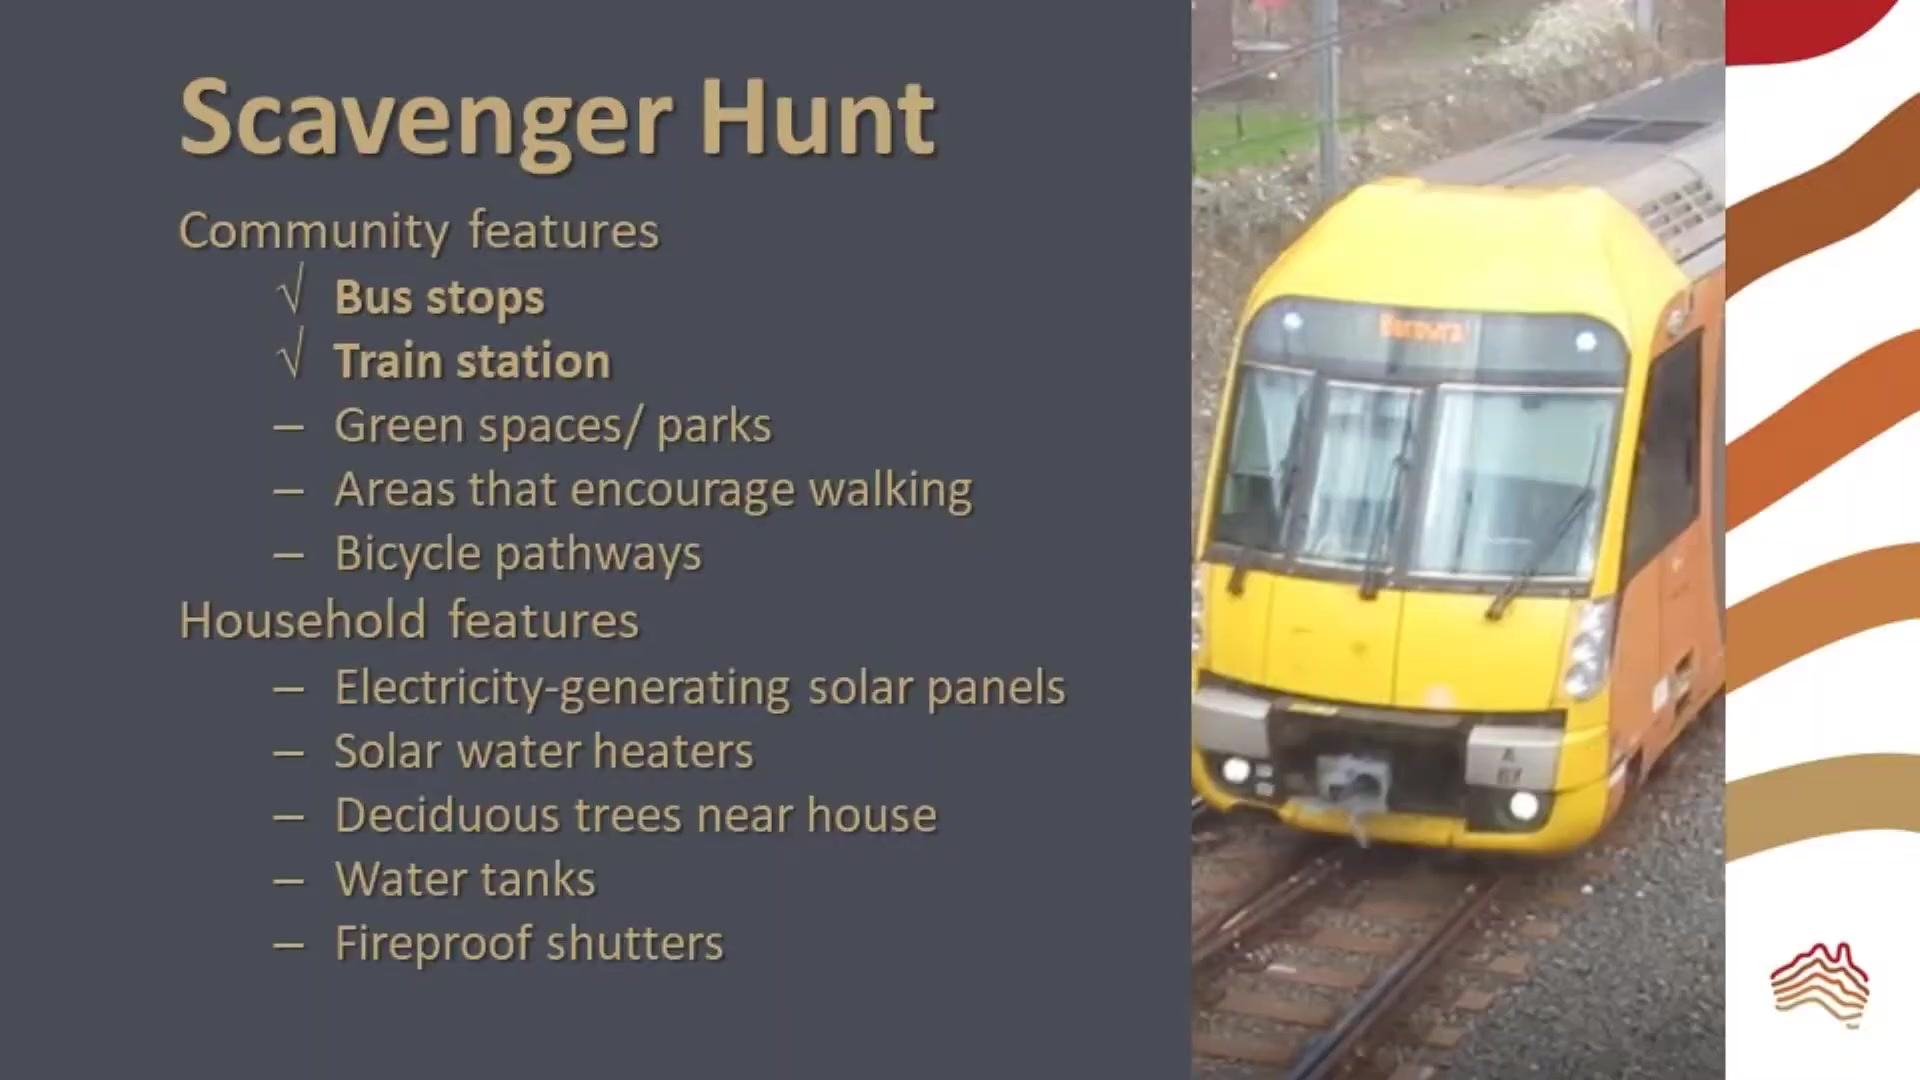 Scavenger Hunt
Community features
√ Bus stops
√ Train station
– Green spaces/ parks
– Areas that encourage walking
– Bicycle pathways
Household features
– Electricity-generating solar panels
– Solar water heaters
– Deciduous trees near house
– Water tanks
– Fireproof shutters